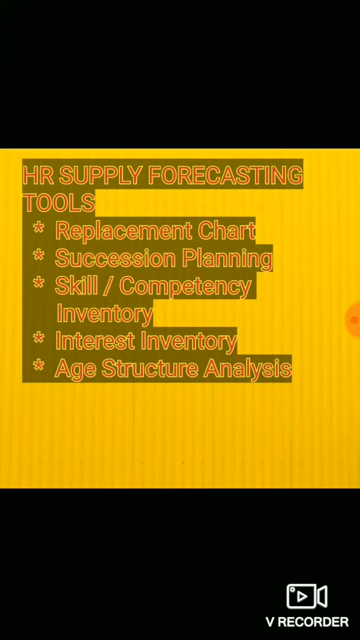 HR SUPPLY FORECASTING
TOOLS
* Replacement Chart
* Succession Planning
* Skill / Competency
Inventory
* Interest Inventory
* Age Structure Analysis
V RECORDER